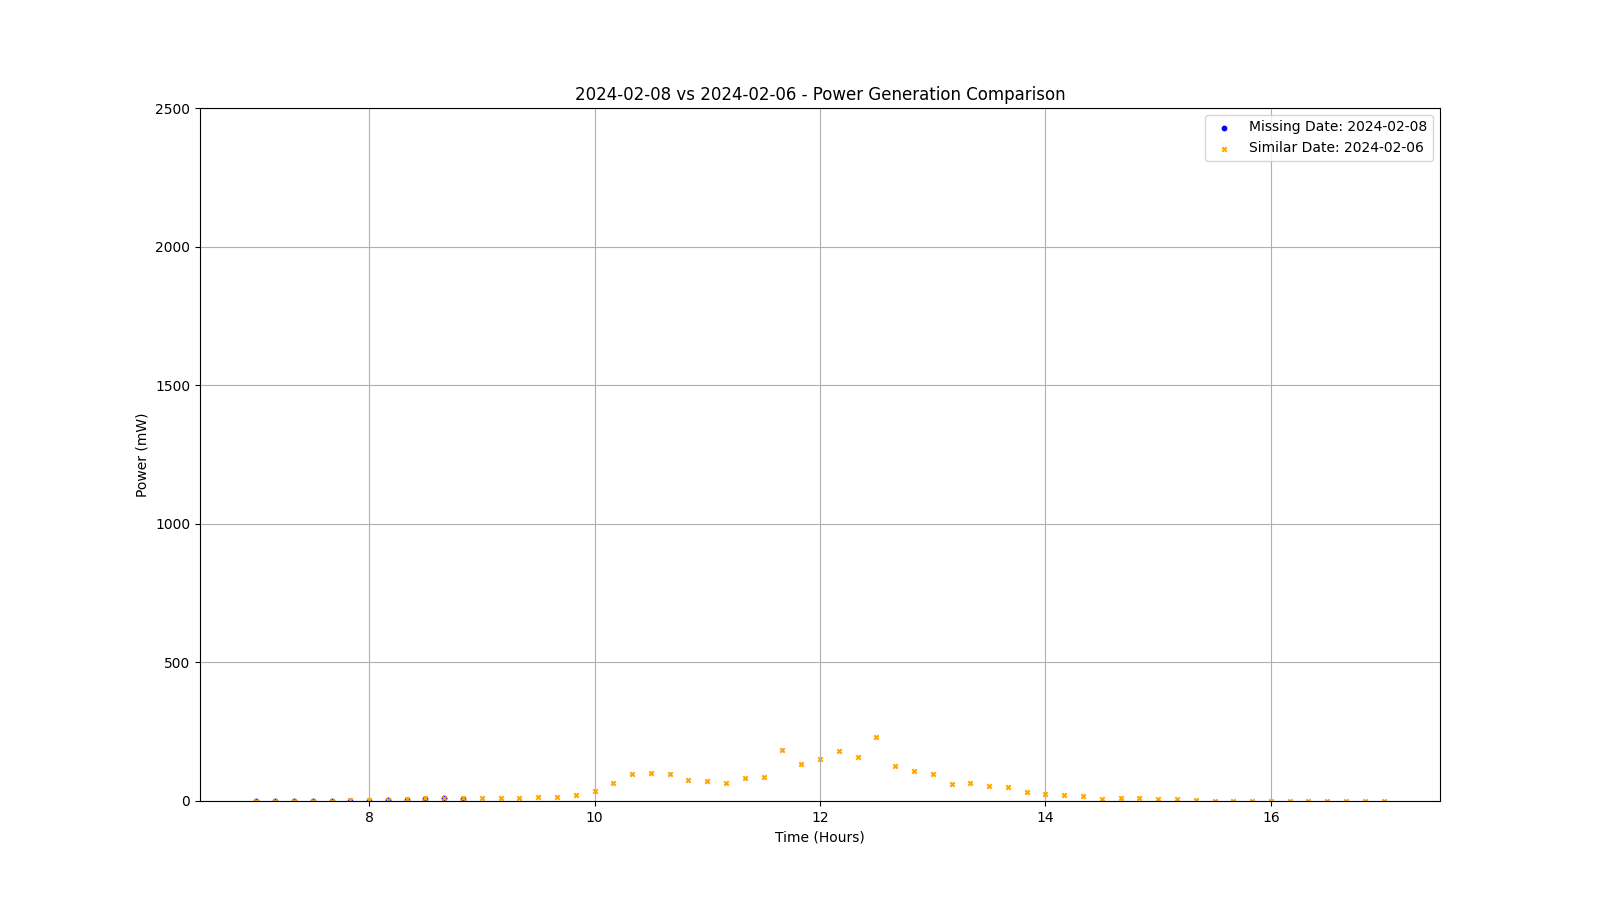 2024-02-08 vs 2024-02-06 - Power Generation Comparison
Missing Date: 2024-02-08
Similar Date: 2024-02-06
2500
2000
1500
1000
500
0
Power (mW)
8 10 12 14 16
Time (Hours)